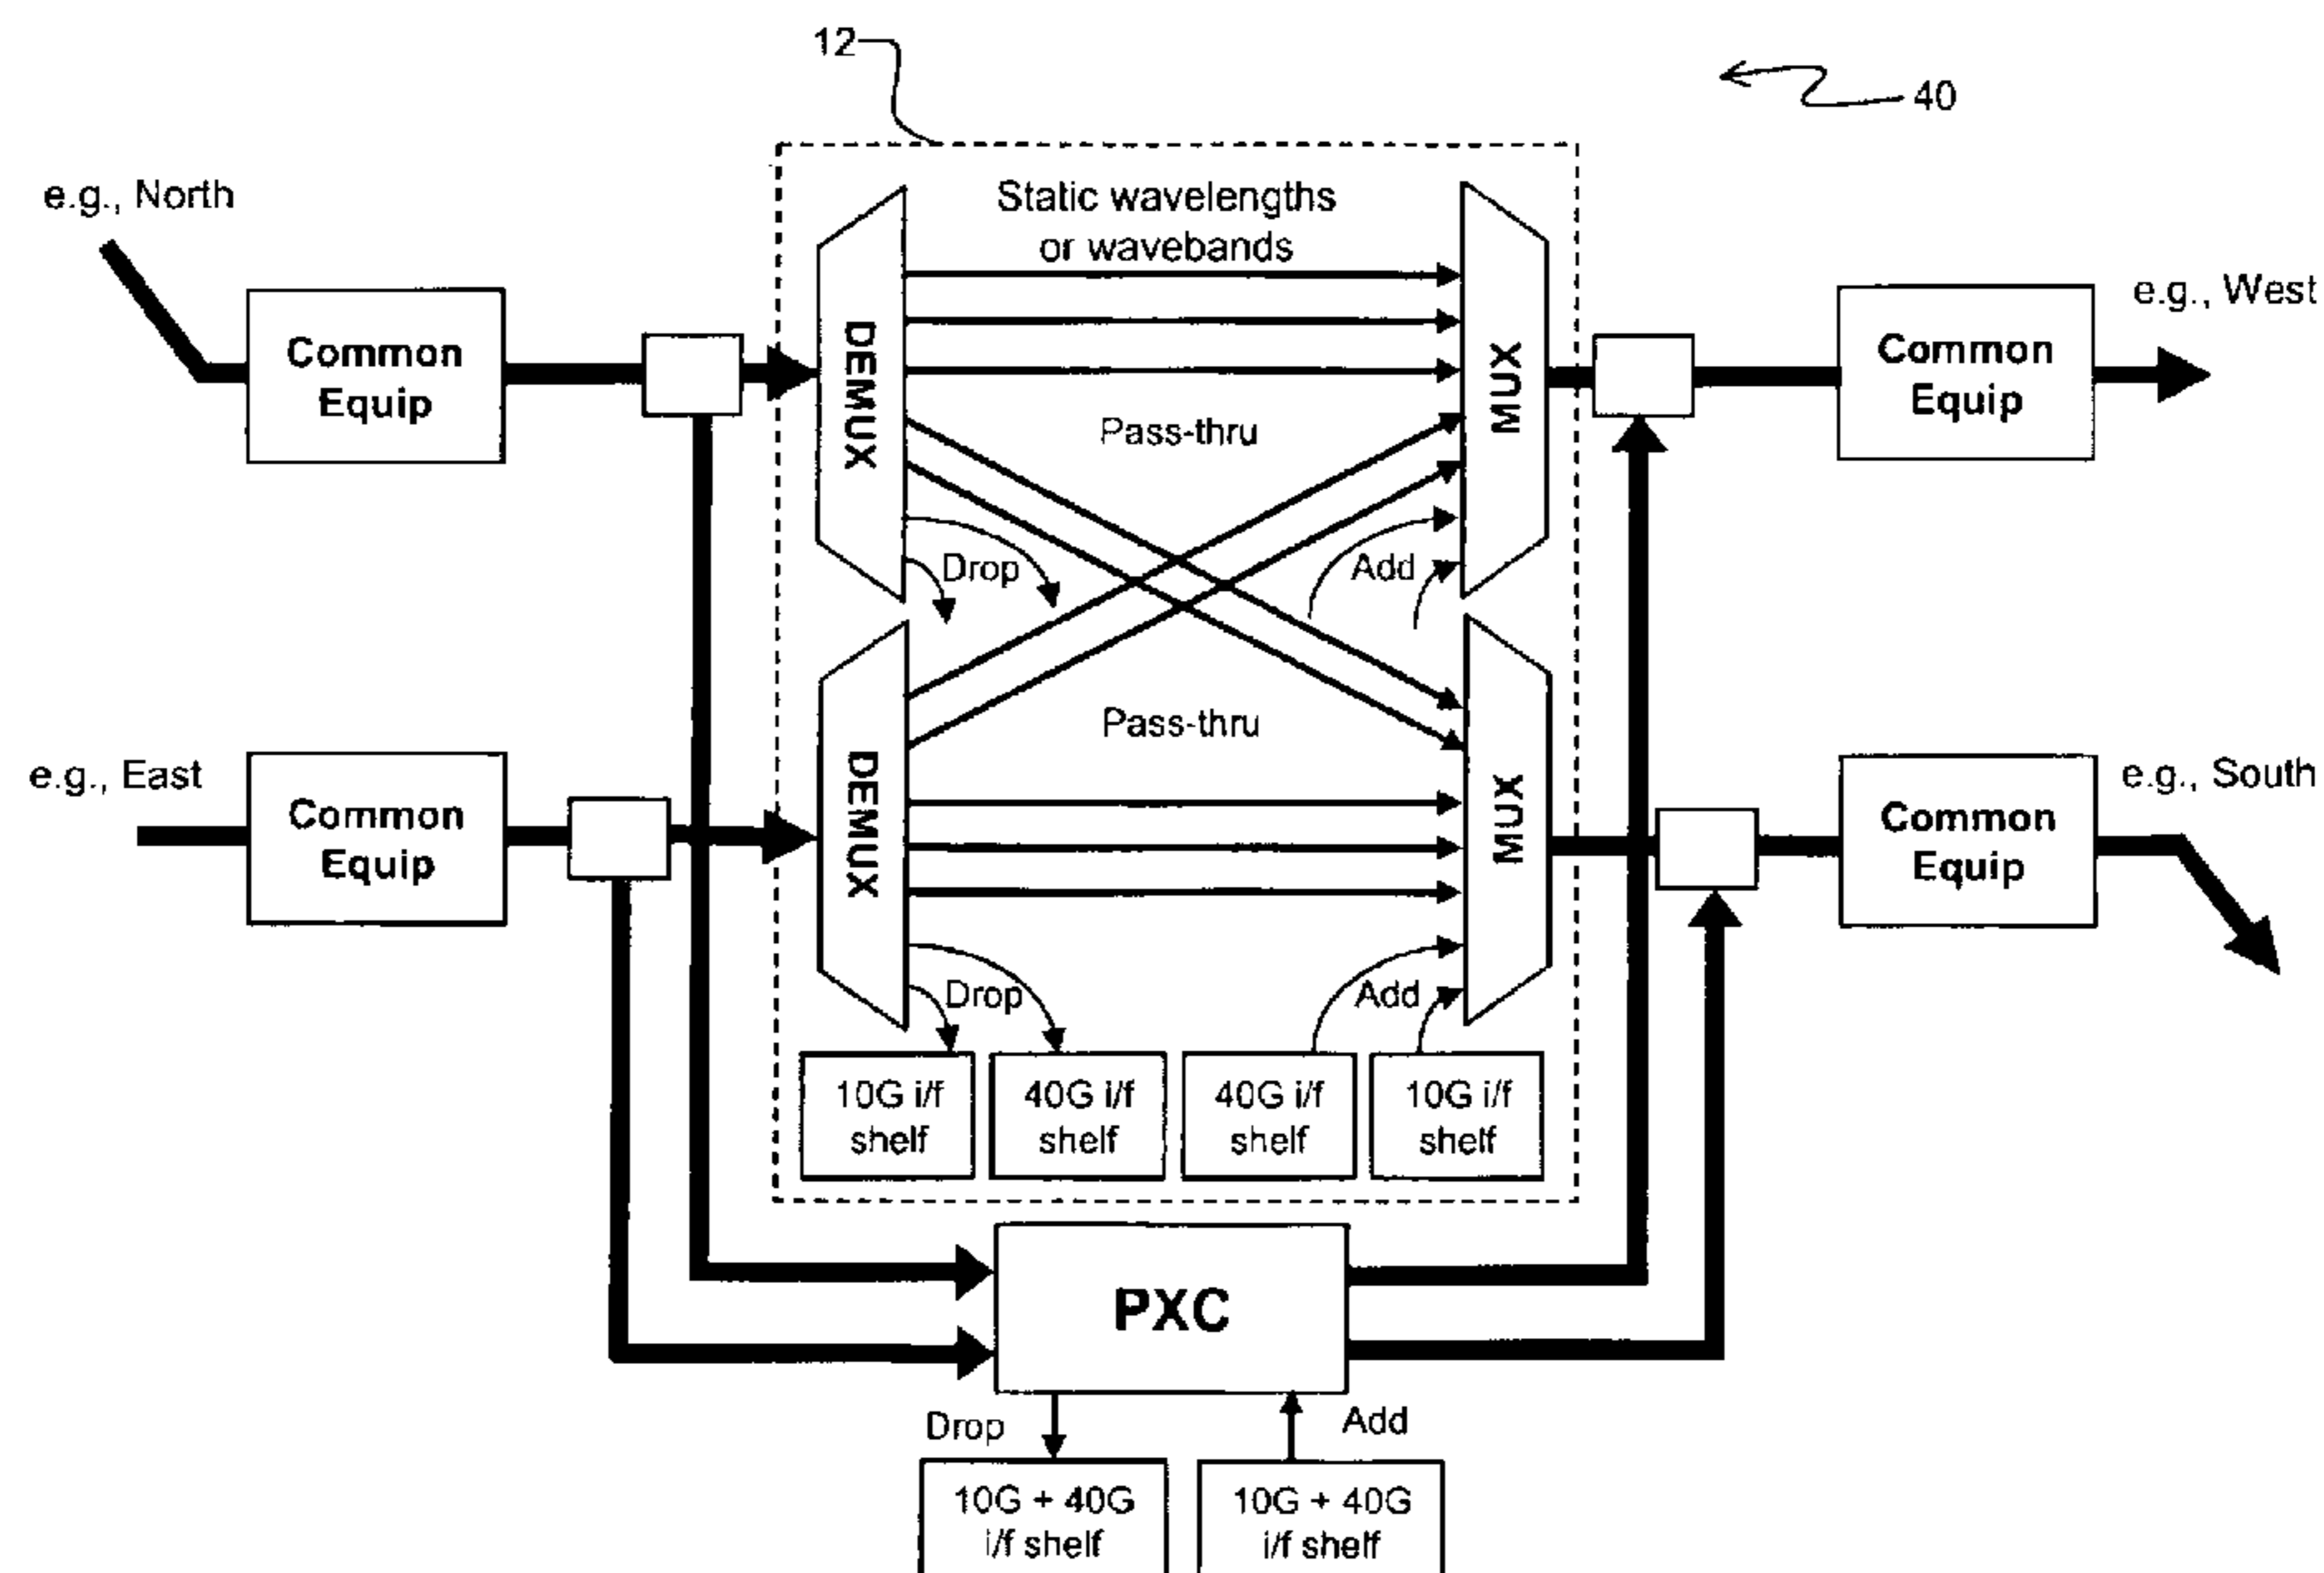 12
40
e.g., North
Static wavelengths
or wavebands
e.g., West
Common
Equip
DEMUX
MUX
Common
Equip
Pass-thru
Drop
Add
e.g., East
Pass-thru
Common
Equip
DEMUX
MUX
Common
Equip
e.g., South
Drop
Add
10G i/f
shelf
40G i/f
shelf
40G i/f
shelf
10G i/f
shelf
PXC
Drop
Add
10G + 40G
i/f shelf
10G + 40G
i/f shelf